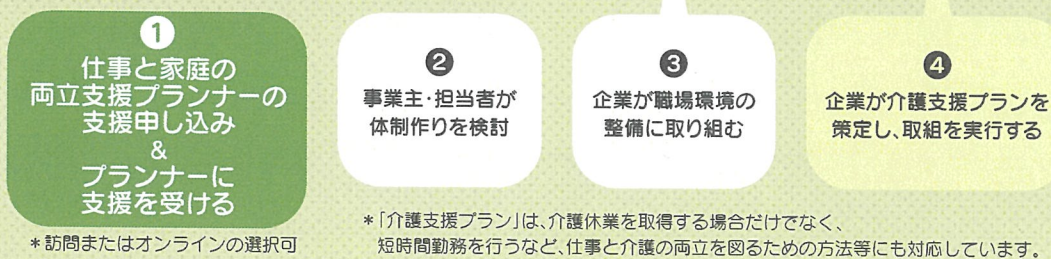 ❶
仕事と家庭の
両立支援プランナーの
支援申し込み
&
プランナーに
支援を受ける
*訪問またはオンラインの選択可
❷
事業主・担当者が
体制作りを検討
❸
企業が職場環境の
整備に取り組む
❹
企業が介護支援プランを
策定し、取組を実行する
*「介護支援プラン」は、介護休業を取得する場合だけでなく、
短時間勤務を行うなど、仕事と介護の両立を図るための方法等にも対応しています。